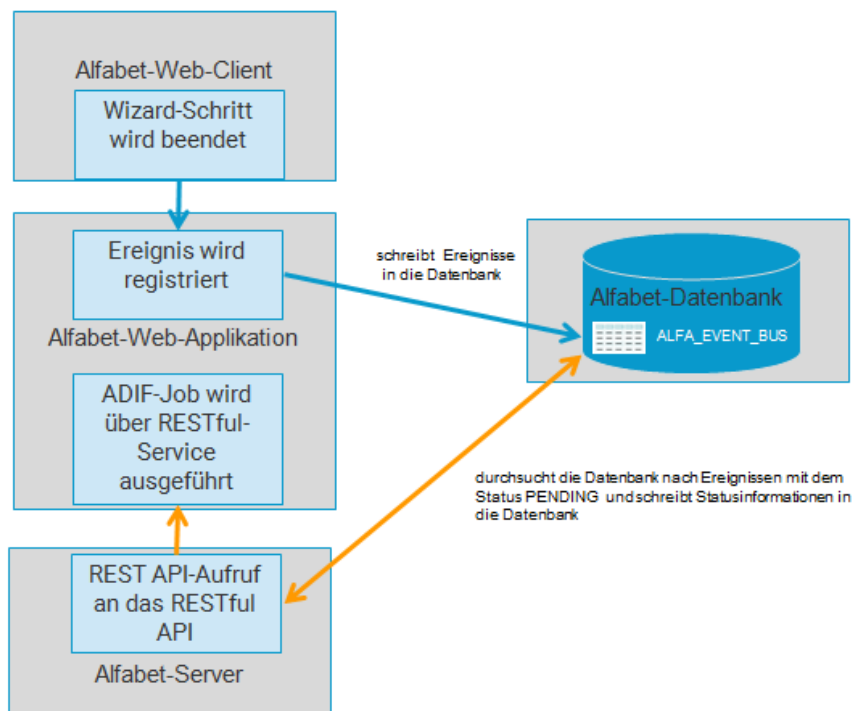 Alfabet-Web-Client
Wizard-Schritt
wird beendet
Ereignis wird
registriert
Alfabet-Web-Applikation
ADIF-Job wird
über RESTful-
Service
ausgeführt
REST API-Aufruf
an das RESTful
API
Alfabet-Server
schreibt Ereignisse
in die Datenbank
Alfabet-Datenbank
ALFA_EVENT_BUS
durchsucht die Datenbank nach Ereignissen mit dem
Status PENDING und schreibt Statusinformationen in
die Datenbank